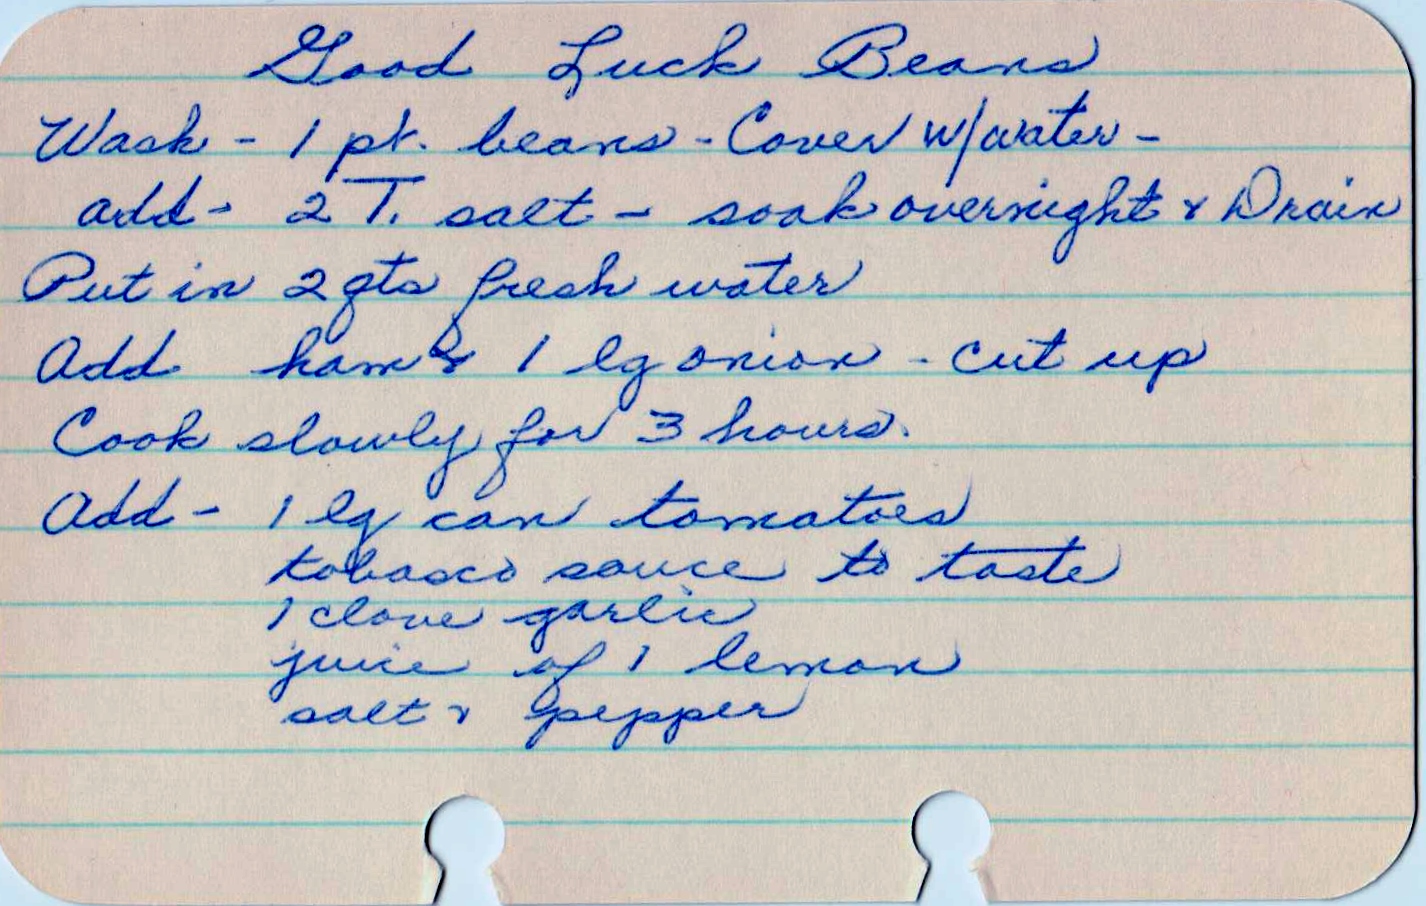 Good Luck Beans
Wash - 1 pt. beans - Cover w/water -
add - 2 T. salt - soak overnight & Drain
Put in 2 qts fresh water
Add ham & 1 lg onion - cut up
Cook slowly for 3 hours.
Add - 1 lg can tomatoes
tobasco sauce to taste
1 clove garlic
juice of 1 lemon
salt & pepper